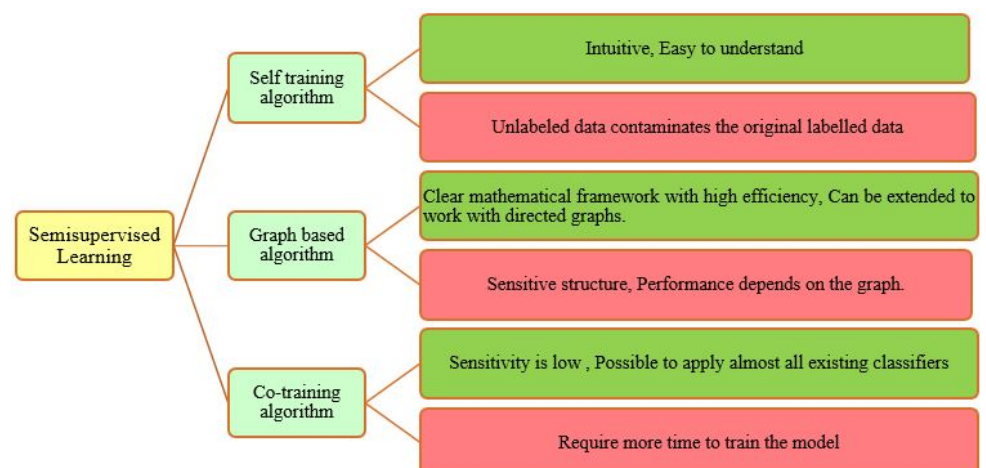 Semisupervised
Learning
Self training
algorithm
Intuitive, Easy to understand
Unlabeled data contaminates the original labelled data
Graph based
algorithm
Clear mathematical framework with high efficiency, Can be extended to
work with directed graphs.
Sensitive structure, Performance depends on the graph.
Co-training
algorithm
Sensitivity is low , Possible to apply almost all existing classifiers
Require more time to train the model